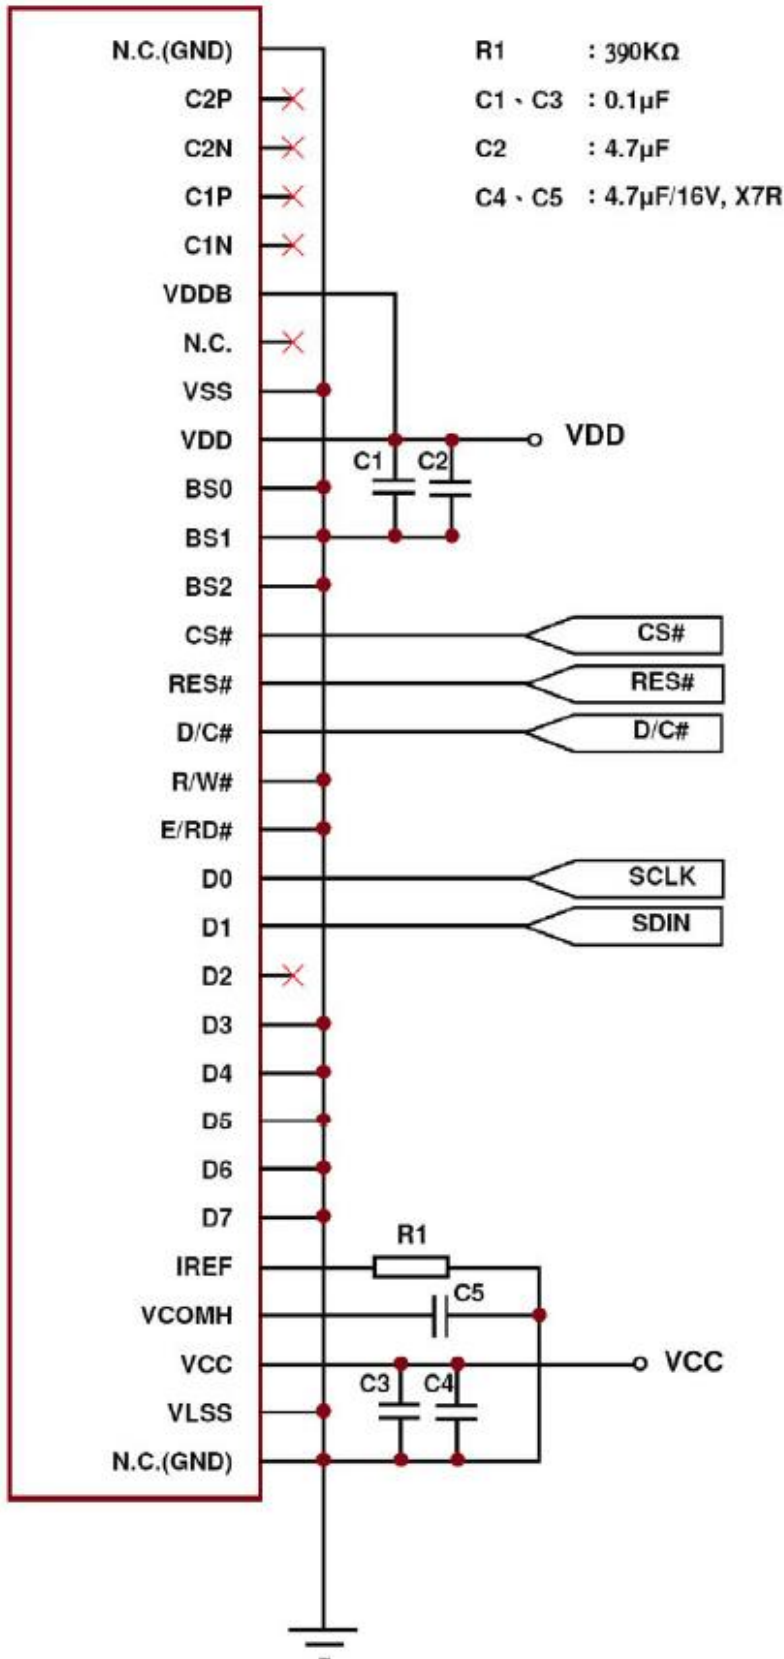 N.C.(GND)
C2P
C2N
C1P
C1N
VDDB
N.C.
VSS
VDD
BS0
BS1
BS2
CS#
RES#
D/C#
R/W#
E/RD#
D0
D1
D2
D3
D4
D5
D6
D7
IREF
VCOMH
VCC
VLSS
N.C.(GND)
R1 : 390KΩ
C1、C3 : 0.1μF
C2 : 4.7μF
C4、C5 : 4.7μF/16V, X7R
VDD
C1 C2
CS#
RES#
D/C#
SCLK
SDIN
R1
C5
VCC
C3 C4